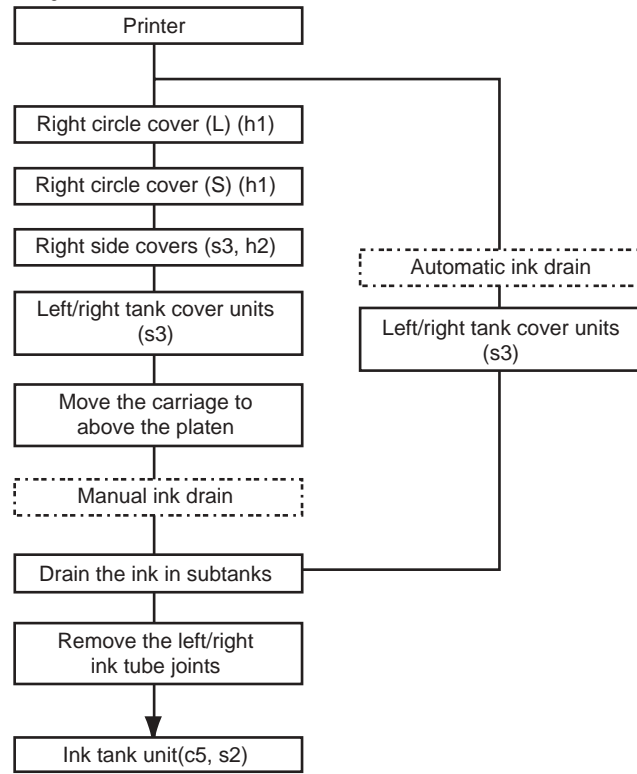 Printer
Right circle cover (L) (h1)
Right circle cover (S) (h1)
Right side covers (s3, h2)
Left/right tank cover units
(s3)
Move the carriage to
above the platen
Manual ink drain
Automatic ink drain
Left/right tank cover units
(s3)
Drain the ink in subtanks
Remove the left/right
ink tube joints
Ink tank unit(c5, s2)